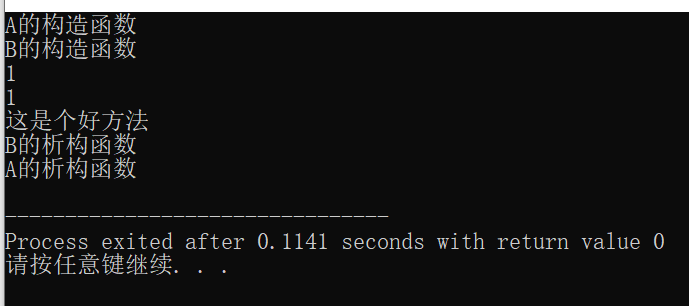 A的构造函数
B的构造函数
1
1
这是个好方法
B的析构函数
A的析构函数
--------------------------------
Process exited after 0.1141 seconds with return value 0
请按任意键继续. . .